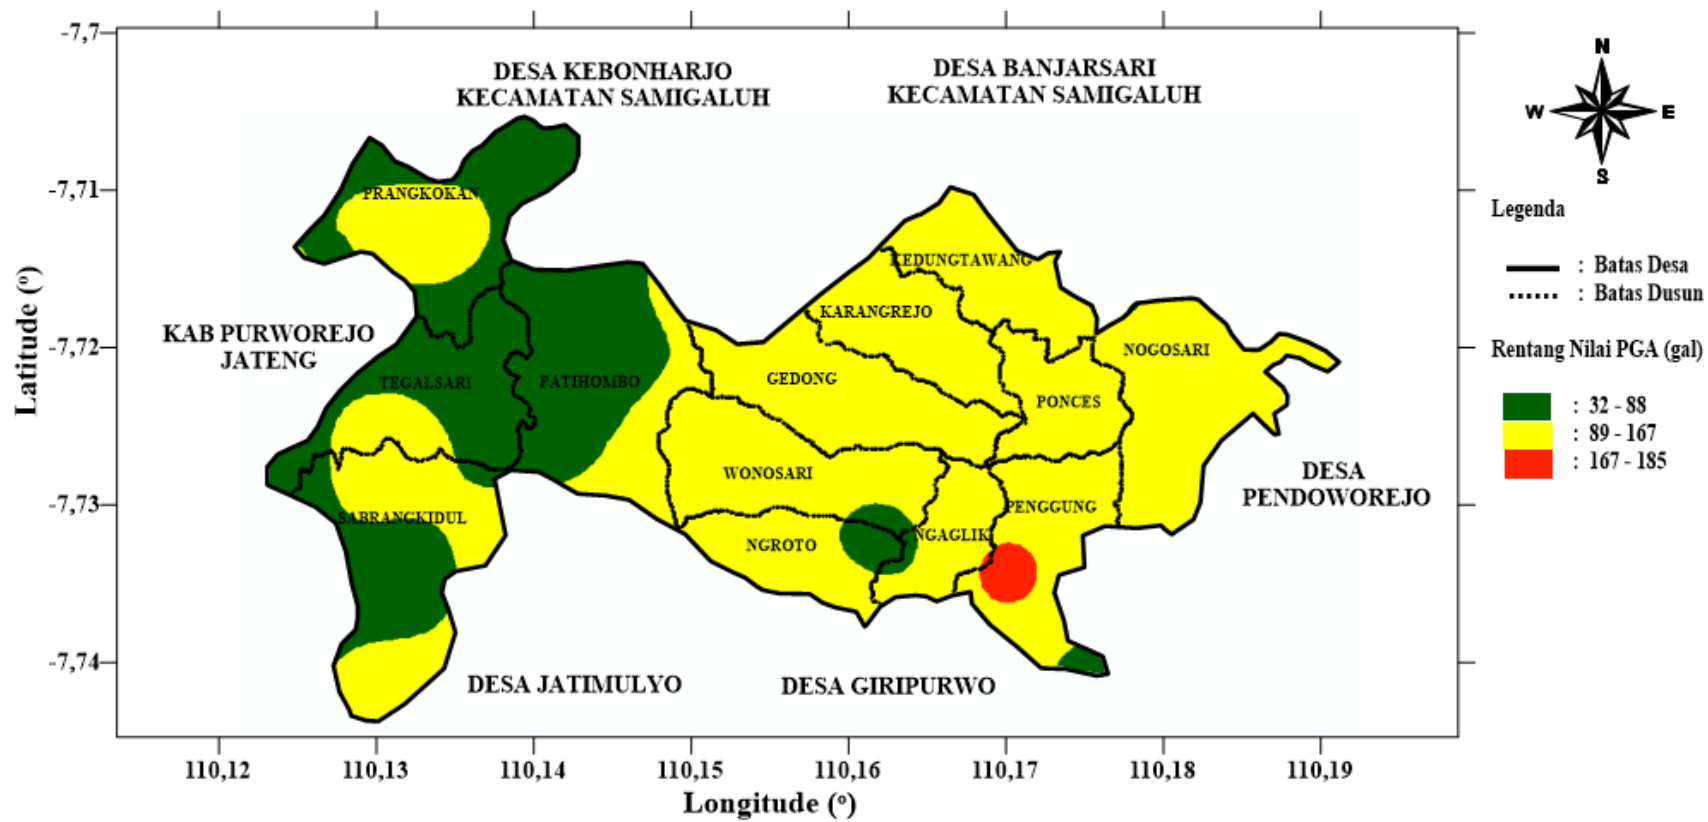 -7,7
-7,71
-7,72
-7,73
-7,74
Latitude (º)
DESA KEBONHARJO
KECAMATAN SAMIGALUH
DESA BANJARSARI
KECAMATAN SAMIGALUH
PRANGKOKAN
KEDUNGTAWANG
KARANGREJO
KAB PURWOREJO
JATENG
NOGOSARI
TEGALSARI
PATIHOMBO
GEDONG
PONCES
WONOSARI
DESA
PENDOWOREJO
SABRANGKIDUL
PENGGUNG
NGROTO
NGAGLIK
DESA JATIMULYO
DESA GIRIPURWO
110,12
110,13
110,14
110,15
110,16
110,17
110,18
110,19
Longitude (º)
N
W
E
S
Legenda
: Batas Desa
: Batas Dusun
Rentang Nilai PGA (gal)
: 32 - 88
: 89 - 167
: 167 - 185